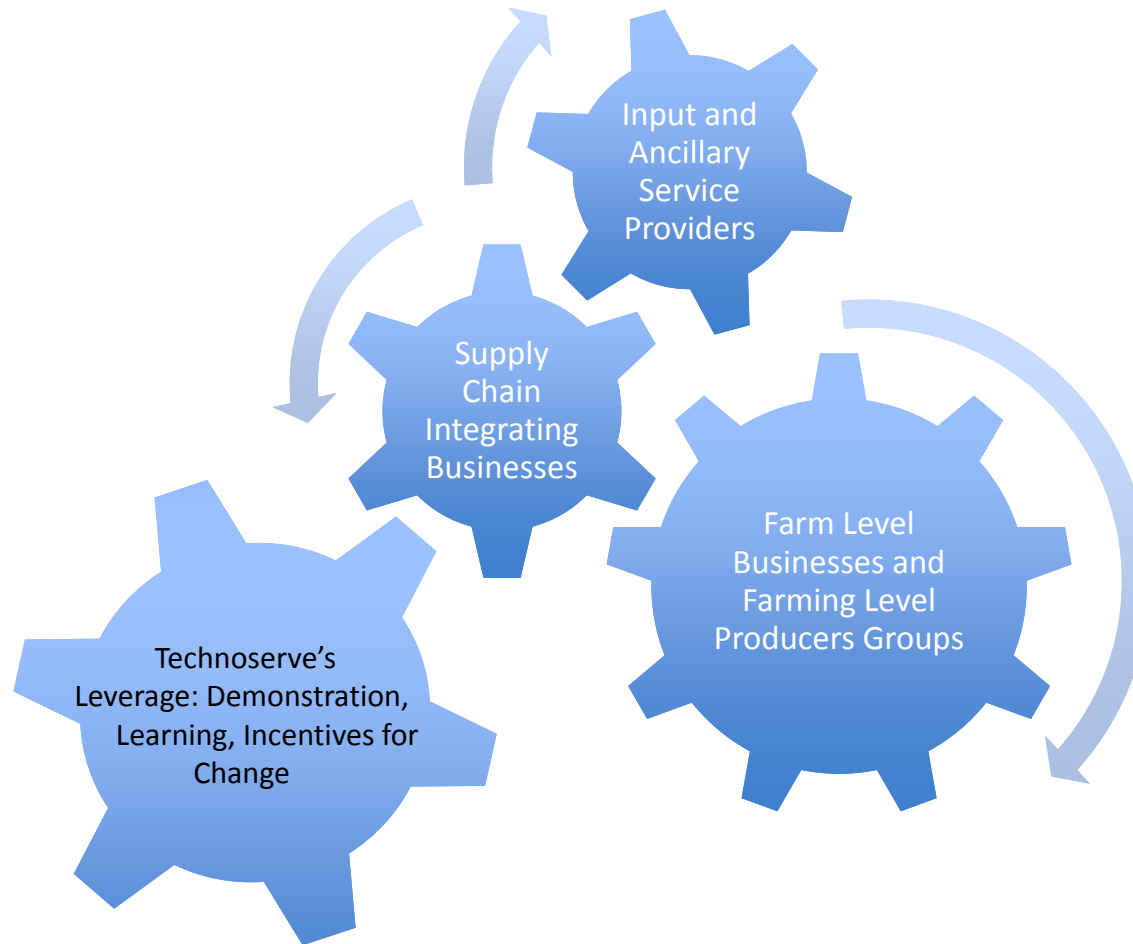 Input and
Ancillary
Service
Providers
Supply
Chain
Integrating
Businesses
Farm Level
Businesses and
Farming Level
Producers Groups
Technoserve’s
Leverage: Demonstration,
Learning, Incentives for
Change